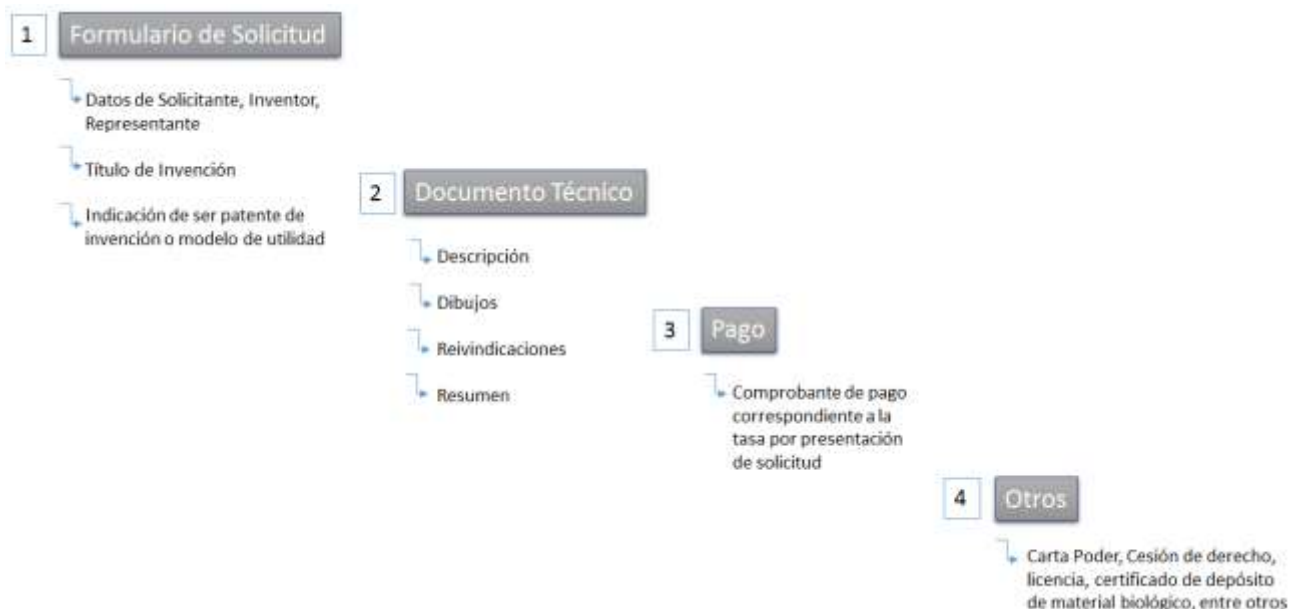 1 Formulario de Solicitud
Datos de Solicitante, Inventor,
Representante
Título de Invención
Indicación de ser patente de
invención o modelo de utilidad
2 Documento Técnico
Descripción
Dibujos
Reivindicaciones
Resumen
3 Pago
Comprobante de pago
correspondiente a la
tasa por presentación
de solicitud
4 Otros
Carta Poder, Cesión de derecho,
licencia, certificado de depósito
de material biológico, entre otros